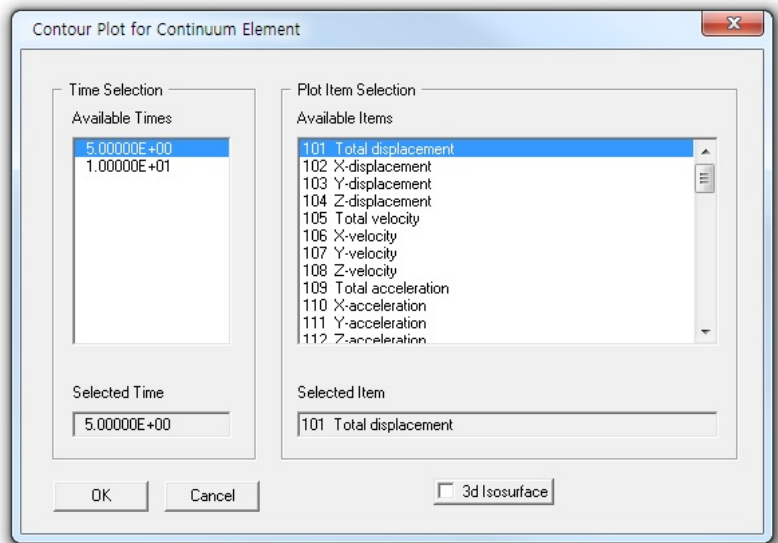 Contour Plot for Continuum Element
Time Selection
Available Times
5.00000E+00
1.00000E+01
Selected Time
5.00000E+00
Plot Item Selection
Available Items
101 Total displacement
102 X-displacement
103 Y-displacement
104 Z-displacement
105 Total velocity
106 X-velocity
107 Y-velocity
108 Z-velocity
109 Total acceleration
110 X-acceleration
111 Y-acceleration
112 Z-acceleration
Selected Item
101 Total displacement
OK
Cancel
3d Isosurface